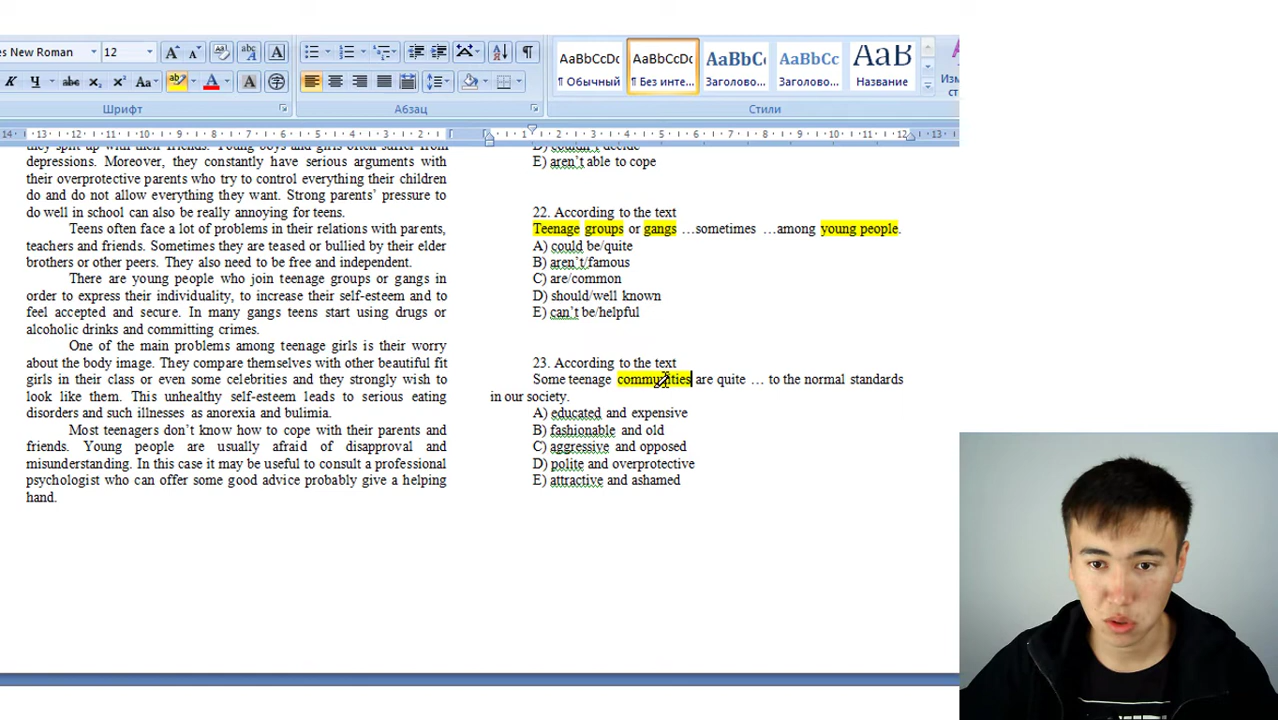 es New Roman 12
AaBbCcDc AaBbCcDc AaBbCc AaBbCc АаВ
¶ Обычный ¶ Без инте... Заголово... Заголово... Название
Шрифт Абзац Стили
depressions. Moreover, they constantly have serious arguments with
their overprotective parents who try to control everything their children
do and do not allow everything they want. Strong parents’ pressure to
do well in school can also be really annoying for teens.
Teens often face a lot of problems in their relations with parents,
teachers and friends. Sometimes they are teased or bullied by their elder
brothers or other peers. They also need to be free and independent.
There are young people who join teenage groups or gangs in
order to express their individuality, to increase their self-esteem and to
feel accepted and secure. In many gangs teens start using drugs or
alcoholic drinks and committing crimes.
One of the main problems among teenage girls is their worry
about the body image. They compare themselves with other beautiful fit
girls in their class or even some celebrities and they strongly wish to
look like them. This unhealthy self-esteem leads to serious eating
disorders and such illnesses as anorexia and bulimia.
Most teenagers don’t know how to cope with their parents and
friends. Young people are usually afraid of disapproval and
misunderstanding. In this case it may be useful to consult a professional
psychologist who can offer some good advice probably give a helping
hand.
E) aren’t able to cope
22. According to the text
Teenage groups or gangs …sometimes …among young people.
A) could be/quite
B) aren’t/famous
C) are/common
D) should/well known
E) can’t be/helpful
23. According to the text
Some teenage communities are quite … to the normal standards
in our society.
A) educated and expensive
B) fashionable and old
C) aggressive and opposed
D) polite and overprotective
E) attractive and ashamed